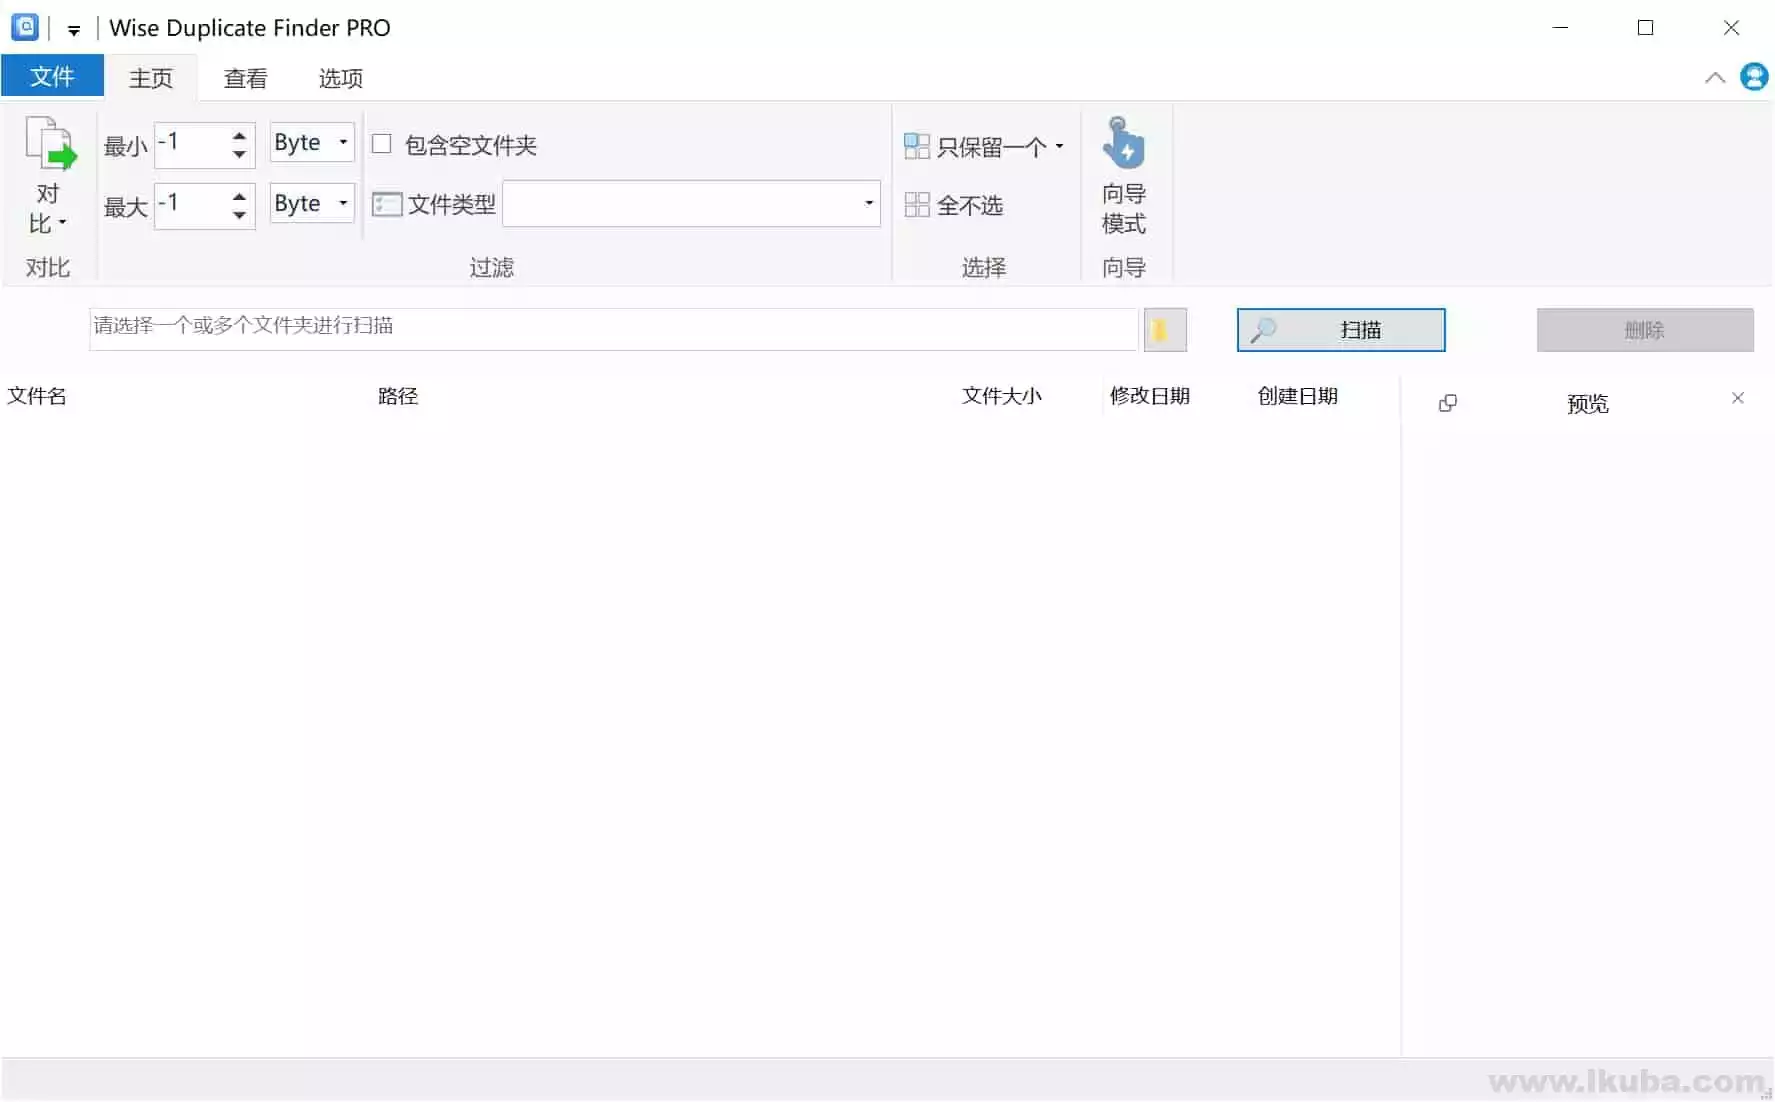 Wise Duplicate Finder PRO
文件 主页 查看 选项
最小 -1 Byte 包含空文件夹 只保留一个
对比 最大 -1 Byte 文件类型 全不选 向导模式
对比 过滤 选择 向导
请选择一个或多个文件夹进行扫描 扫描 删除
文件名 路径 文件大小 修改日期 创建日期 预览
www.lkuba.com